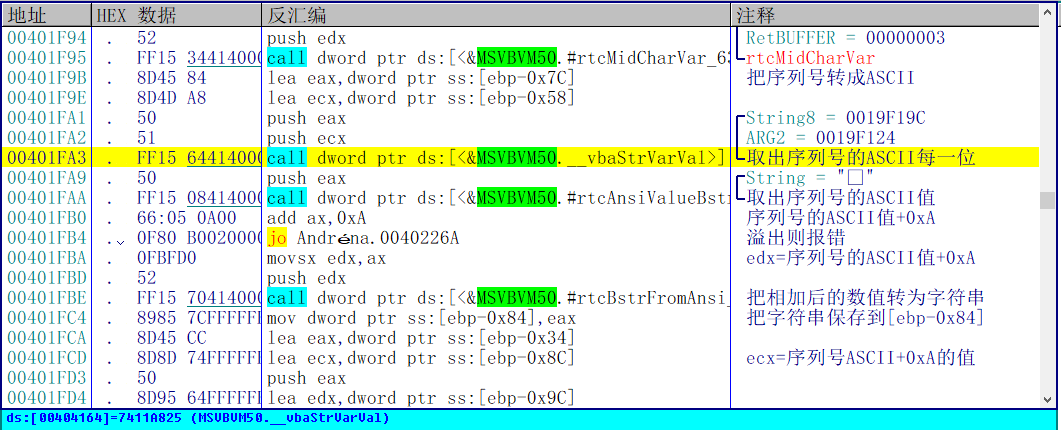 地址 HEX 数据 反汇编 注释
00401F94 . 52 push edx RetBUFFER = 00000003
00401F95 . FF15 34414000 call dword ptr ds:[<&MSVBVM50.#rtcMidCharVar_63 rtcMidCharVar
00401F9B . 8D45 84 lea eax,dword ptr ss:[ebp-0x7C] 把序列号转成ASCII
00401F9E . 8D4D A8 lea ecx,dword ptr ss:[ebp-0x58]
00401FA1 . 50 push eax String8 = 0019F19C
00401FA2 . 51 push ecx ARG2 = 0019F124
00401FA3 . FF15 64414000 call dword ptr ds:[<&MSVBVM50.__vbaStrVarVal>] 取出序列号的ASCII每一位
00401FA9 . 50 push eax String = "□"
00401FAA . FF15 08414000 call dword ptr ds:[<&MSVBVM50.#rtcAnsiValueBstr 取出序列号的ASCII值
00401FB0 . 66:05 0A00 add ax,0xA 序列号的ASCII值+0xA
00401FB4 . 0F80 B0020000 jo Andréna.0040226A 溢出则报错
00401FBA . 0FBFD0 movsx edx,ax edx=序列号的ASCII值+0xA
00401FBD . 52 push edx
00401FBE . FF15 70414000 call dword ptr ds:[<&MSVBVM50.#rtcBstrFromAnsi_ 把相加后的数值转为字符串
00401FC4 . 8985 7CFFFFFF mov dword ptr ss:[ebp-0x84],eax 把字符串保存到[ebp-0x84]
00401FCA . 8D45 CC lea eax,dword ptr ss:[ebp-0x34]
00401FCD . 8D8D 74FFFFFF lea ecx,dword ptr ss:[ebp-0x8C] ecx=序列号ASCII+0xA的值
00401FD3 . 50 push eax
00401FD4 . 8D95 64FFFFFF lea edx,dword ptr ss:[ebp-0x9C]
ds:[00404164]=7411A825 (MSVBVM50.__vbaStrVarVal)